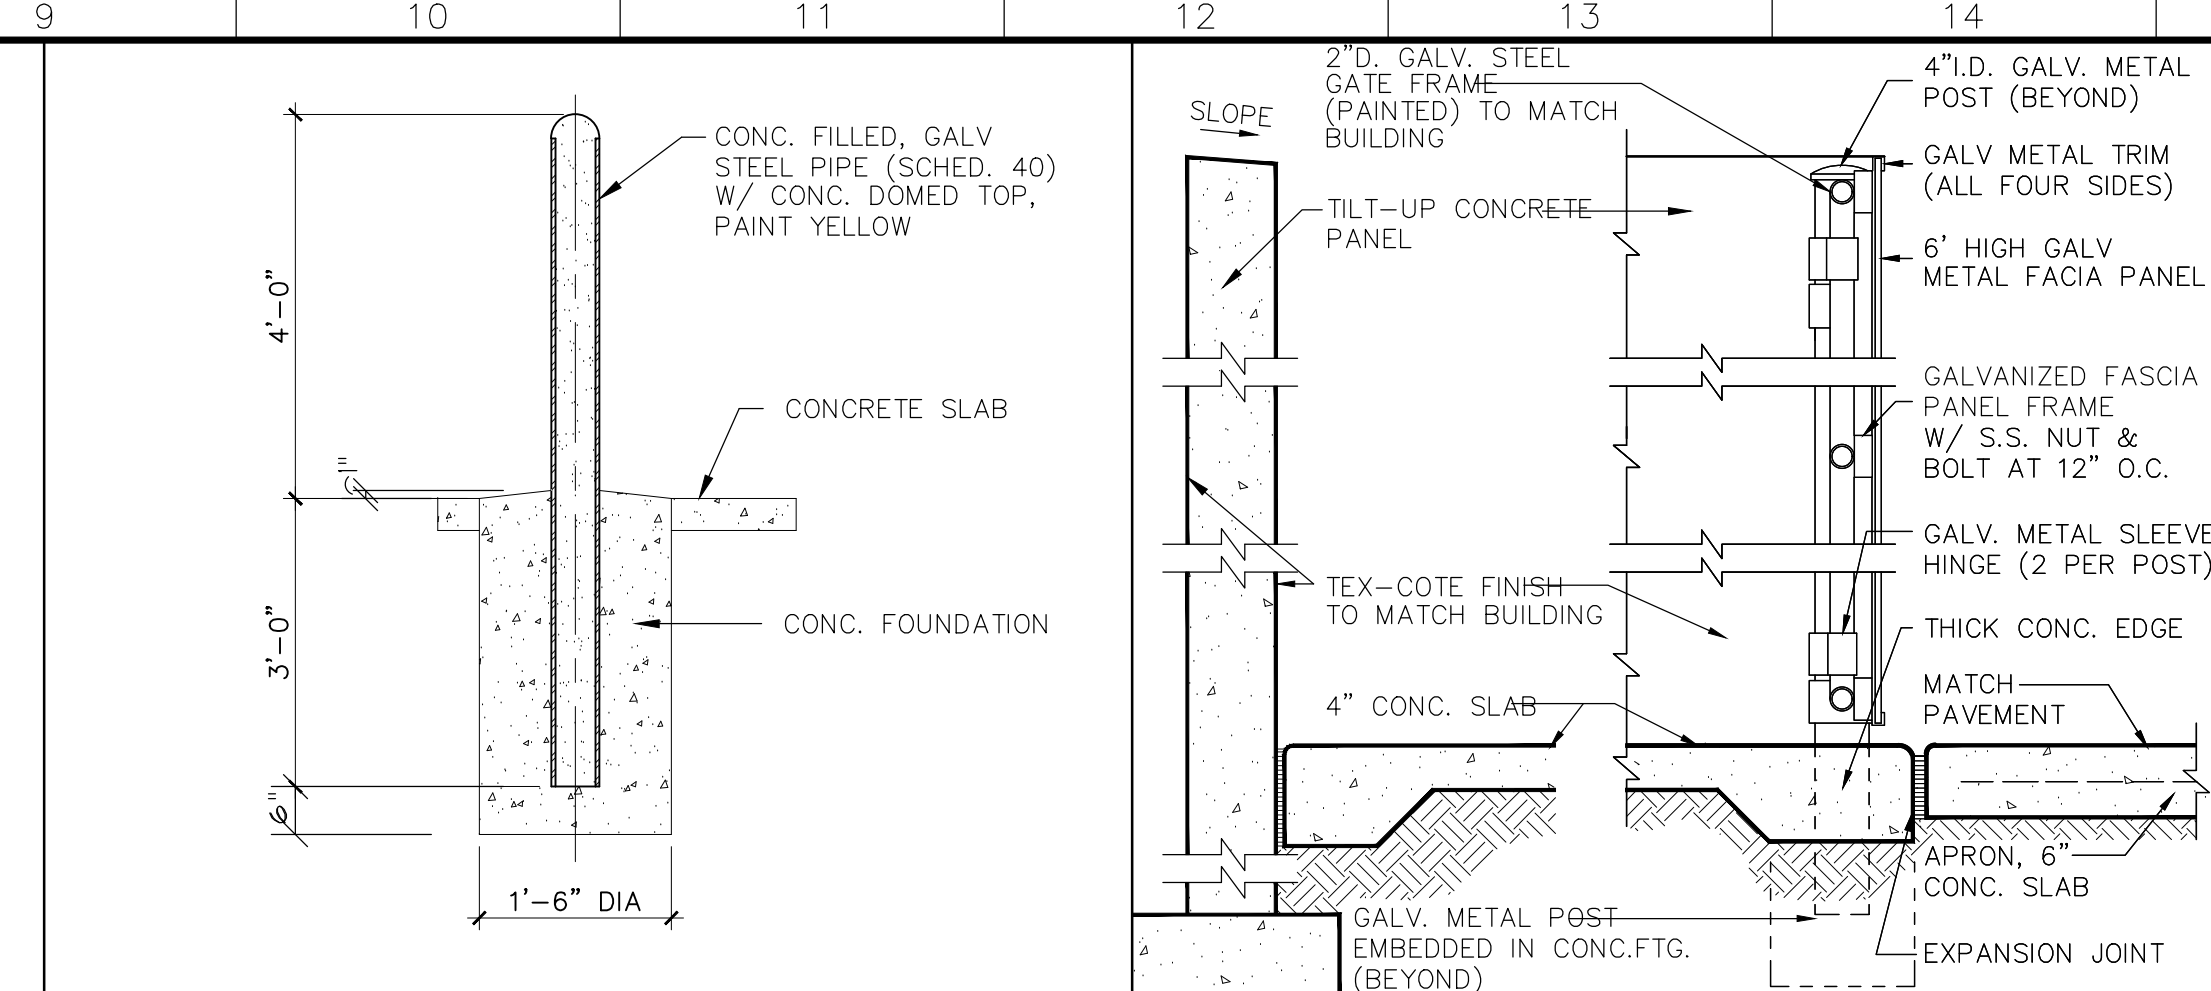 9
10
11
12
13
14
4'-0"
3'-0"
6"
1"
1'-6" DIA
CONC. FILLED, GALV
STEEL PIPE (SCHED. 40)
W/ CONC. DOMED TOP,
PAINT YELLOW
CONCRETE SLAB
CONC. FOUNDATION
SLOPE
2"D. GALV. STEEL
GATE FRAME
(PAINTED) TO MATCH
BUILDING
TILT-UP CONCRETE
PANEL
TEX-COTE FINISH
TO MATCH BUILDING
4" CONC. SLAB
GALV. METAL POST
EMBEDDED IN CONC.FTG.
(BEYOND)
4"I.D. GALV. METAL
POST (BEYOND)
GALV METAL TRIM
(ALL FOUR SIDES)
6' HIGH GALV
METAL FACIA PANEL
GALVANIZED FASCIA
PANEL FRAME
W/ S.S. NUT &
BOLT AT 12" O.C.
GALV. METAL SLEEVE
HINGE (2 PER POST)
THICK CONC. EDGE
MATCH
PAVEMENT
APRON, 6"
CONC. SLAB
EXPANSION JOINT